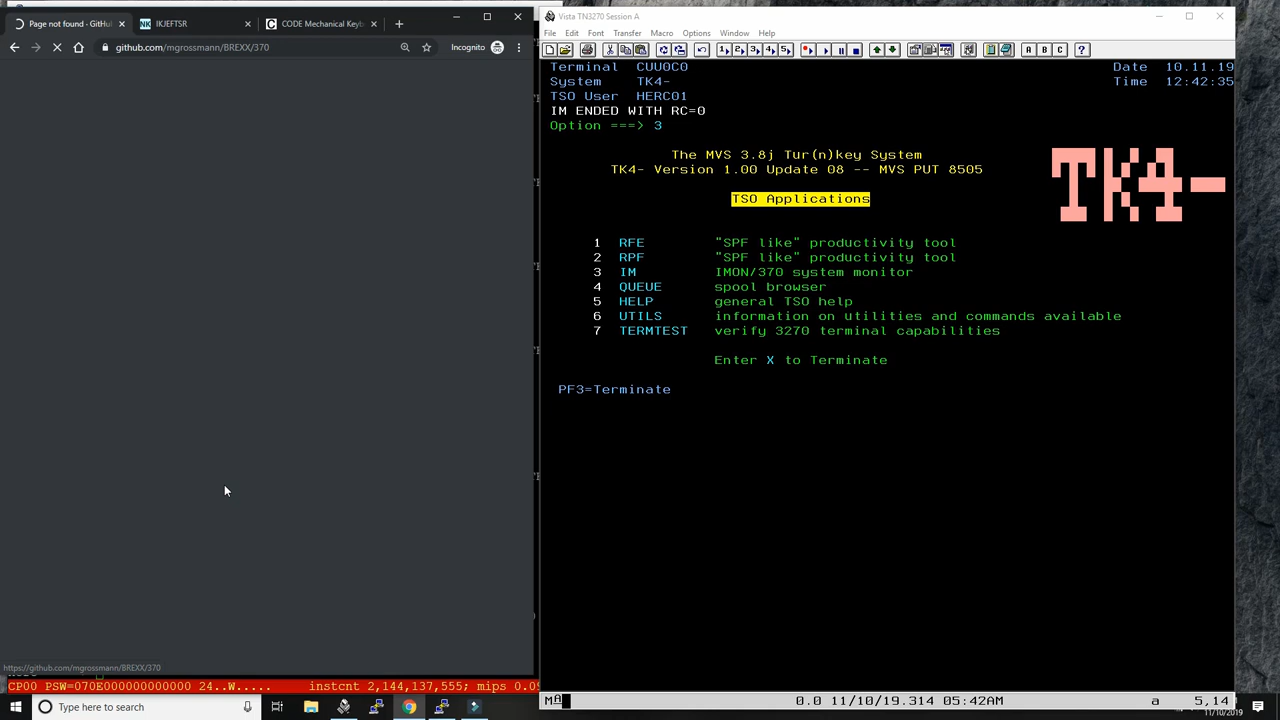 Page not found - GitHu
IKJEFTSR
CODE Mechanical Keyb
github.com/mgrossmann/BREXX/370
Incognito
https://github.com/mgrossmann/BREXX/370
CP00 PSW=070E000000000000 24..W..... instcnt 2,144,137,555; mips 0.0
Vista TN3270 Session A
File Edit Font Transfer Macro Options Window Help
Terminal CUU0C0 Date 10.11.19
System TK4- Time 12:42:35
TSO User HERC01
IM ENDED WITH RC=0
Option ===> 3
The MVS 3.8j Tur(n)key System
TK4- Version 1.00 Update 08 -- MVS PUT 8505
TK4-
TSO Applications
1 RFE "SPF like" productivity tool
2 RPF "SPF like" productivity tool
3 IM IMON/370 system monitor
4 QUEUE spool browser
5 HELP general TSO help
6 UTILS information on utilities and commands available
7 TERMTEST verify 3270 terminal capabilities
Enter X to Terminate
PF3=Terminate
MA 0.0 11/10/19.314 05:42AM a 5,14
Type here to search
11/10/2019